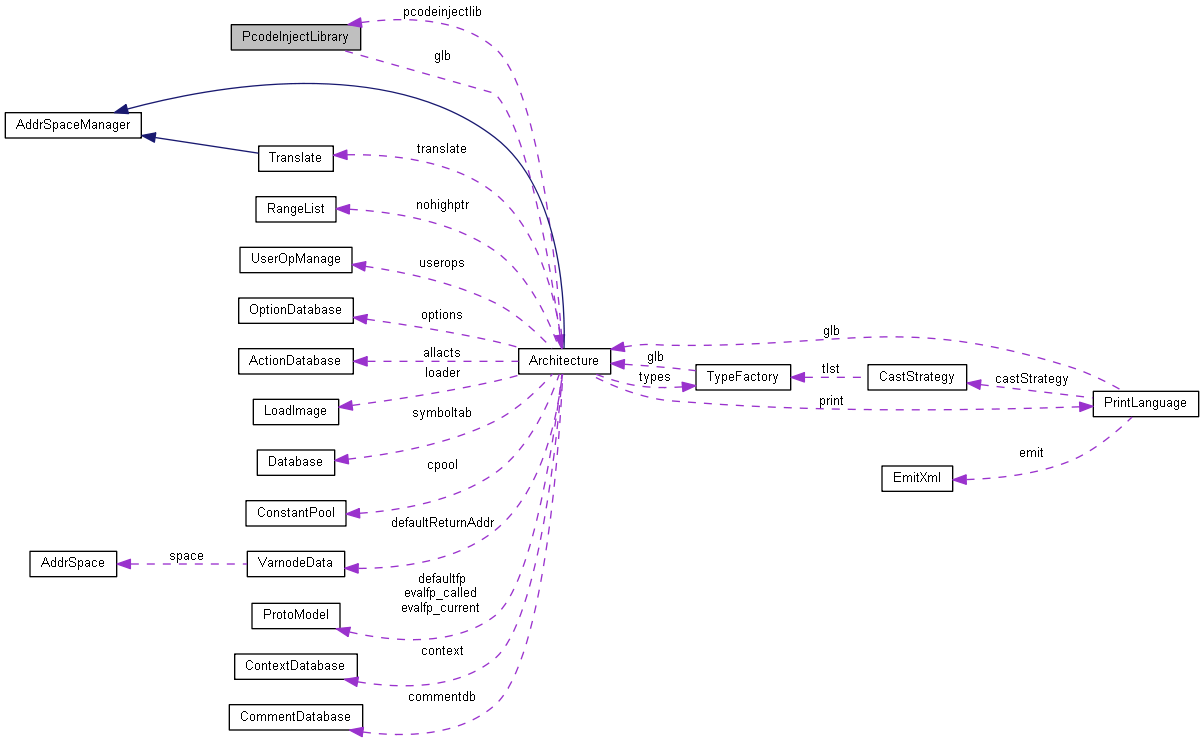 pcodeinjectlib
PcodeInjectLibrary
glb
AddrSpaceManager
translate
Translate
nohighptr
RangeList
userops
UserOpManage
options
OptionDatabase
allacts
ActionDatabase
loader
LoadImage
symboltab
Database
cpool
ConstantPool
defaultReturnAddr
space
AddrSpace
VarnodeData
defaultfp
evalfp_called
evalfp_current
ProtoModel
context
ContextDatabase
commentdb
CommentDatabase
Architecture
glb
glb
types
TypeFactory
tlst
CastStrategy
castStrategy
print
PrintLanguage
emit
EmitXml